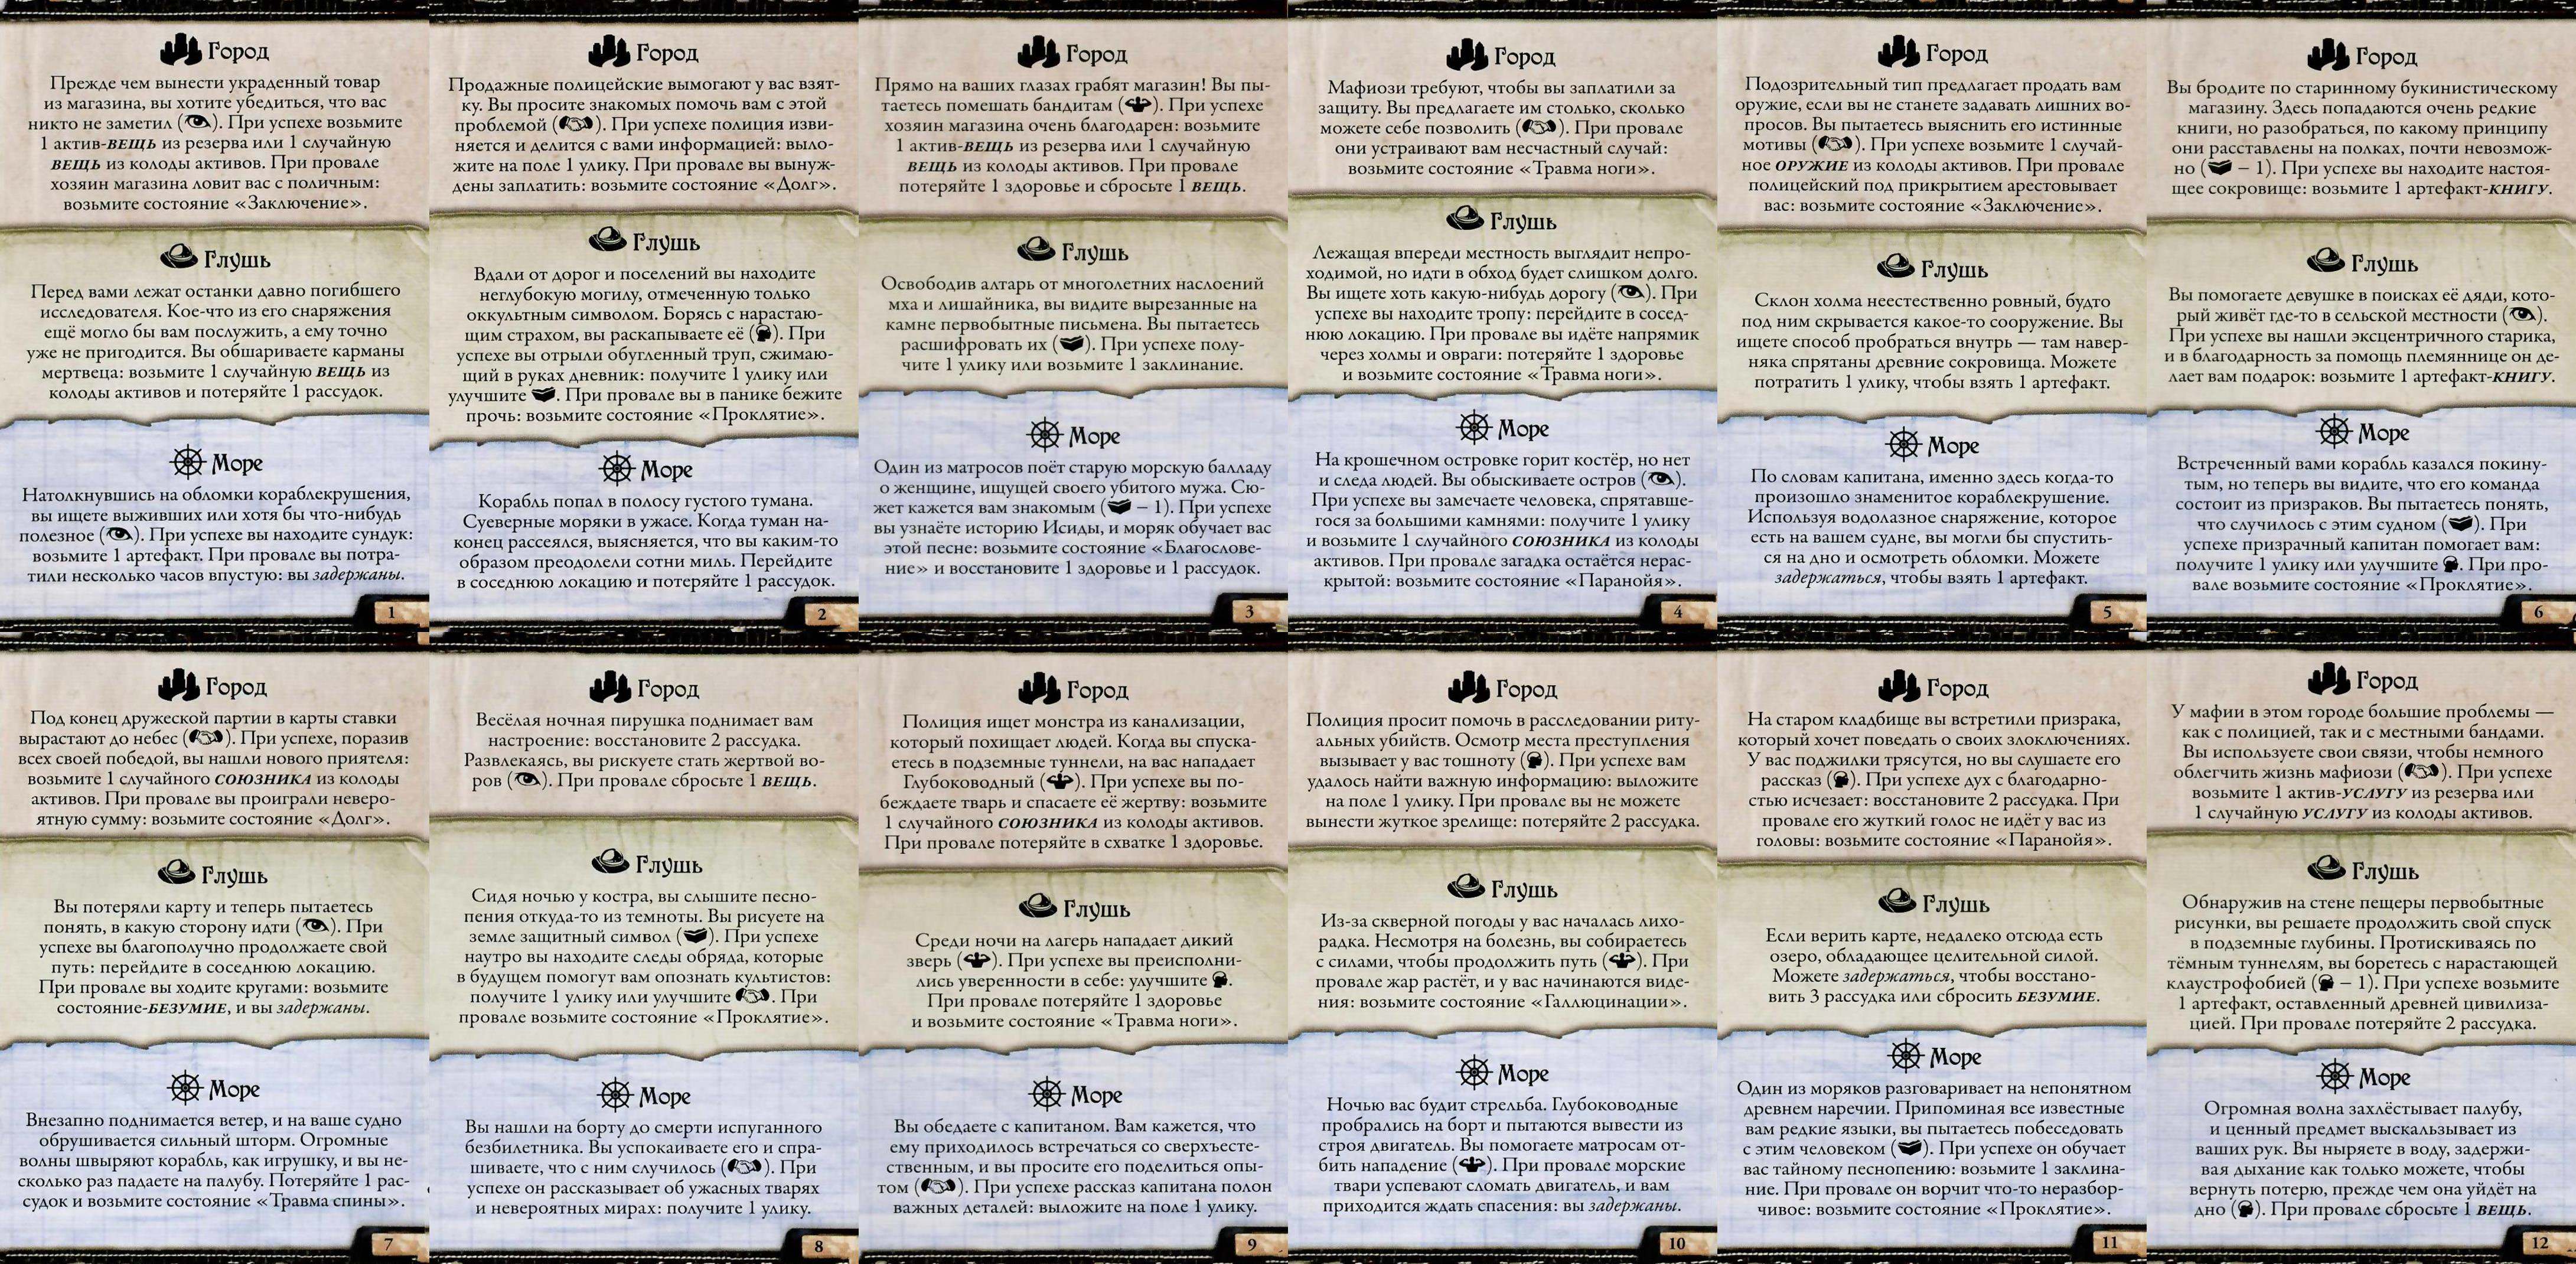 Город
Прежде чем вынести украденный товар
из магазина, вы хотите убедиться, что вас
никто не заметил (). При успехе возьмите
1 актив-ВЕЩЬ из резерва или 1 случайную
ВЕЩЬ из колоды активов. При провале
хозяин магазина ловит вас с поличным:
возьмите состояние «Заключение».
Глушь
Перед вами лежат останки давно погибшего
исследователя. Кое-что из его снаряжения
ещё могло бы вам послужить, а ему точно
уже не пригодится. Вы обшариваете карманы
мертвеца: возьмите 1 случайную ВЕЩЬ из
колоды активов и потеряйте 1 рассудок.
Море
Натолкнувшись на обломки кораблекрушения,
вы ищете выживших или хотя бы что-нибудь
полезное (). При успехе вы находите сундук:
возьмите 1 артефакт. При провале вы потра-
тили несколько часов впустую: вы задержаны.
1
Город
Продажные полицейские вымогают у вас взят-
ку. Вы просите знакомых помочь вам с этой
проблемой (). При успехе полиция изви-
няется и делится с вами информацией: выло-
жите на поле 1 улику. При провале вы вынуж-
дены заплатить: возьмите состояние «Долг».
Глушь
Вдали от дорог и поселений вы находите
неглубокую могилу, отмеченную только
оккультным символом. Борясь с нарастаю-
щим страхом, вы раскапываете её (). При
успехе вы отрыли обугленный труп, сжимаю-
щий в руках дневник: получите 1 улику или
улучшите . При провале вы в панике бежите
прочь: возьмите состояние «Проклятие».
Море
Корабль попал в полосу густого тумана.
Суеверные моряки в ужасе. Когда туман на-
конец рассеялся, выясняется, что вы каким-то
образом преодолели сотни миль. Перейдите
в соседнюю локацию и потеряйте 1 рассудок.
2
Город
Прямо на ваших глазах грабят магазин! Вы пы-
таетесь помешать бандитам (). При успехе
хозяин магазина очень благодарен: возьмите
1 актив-ВЕЩЬ из резерва или 1 случайную
ВЕЩЬ из колоды активов. При провале
потеряйте 1 здоровье и сбросьте 1 ВЕЩЬ.
Глушь
Освободив алтарь от многолетних наслоений
мха и лишайника, вы видите вырезанные на
камне первобытные письмена. Вы пытаетесь
расшифровать их (). При успехе полу-
чите 1 улику или возьмите 1 заклинание.
Море
Один из матросов поёт старую морскую балладу
о женщине, ищущей своего убитого мужа. Сю-
жет кажется вам знакомым ( – 1). При успехе
вы узнаёте историю Исиды, и моряк обучает вас
этой песне: возьмите состояние «Благослове-
ние» и восстановите 1 здоровье и 1 рассудок.
3
Город
Мафиози требуют, чтобы вы заплатили за
защиту. Вы предлагаете им столько, сколько
можете себе позволить (). При провале
они устраивают вам несчастный случай:
возьмите состояние «Травма ноги».
Глушь
Лежащая впереди местность выглядит непро-
ходимой, но идти в обход будет слишком долго.
Вы ищете хоть какую-нибудь дорогу (). При
успехе вы находите тропу: перейдите в сосед-
нюю локацию. При провале вы идёте напрямик
через холмы и овраги: потеряйте 1 здоровье
и возьмите состояние «Травма ноги».
Море
На крошечном островке горит костёр, но нет
и следа людей. Вы обыскиваете остров ().
При успехе вы замечаете человека, спрятавше-
гося за большими камнями: получите 1 улику
и возьмите 1 случайного СОЮЗНИКА из колоды
активов. При провале загадка остаётся нерас-
крытой: возьмите состояние «Паранойя».
4
Город
Подозрительный тип предлагает продать вам
оружие, если вы не станете задавать лишних во-
просов. Вы пытаетесь выяснить его истинные
мотивы (). При успехе возьмите 1 случай-
ное ОРУЖИЕ из колоды активов. При провале
полицейский под прикрытием арестовывает
вас: возьмите состояние «Заключение».
Глушь
Склон холма неестественно ровный, будто
под ним скрывается какое-то сооружение. Вы
ищете способ пробраться внутрь — там навер-
няка спрятаны древние сокровища. Можете
потратить 1 улику, чтобы взять 1 артефакт.
Море
По словам капитана, именно здесь когда-то
произошло знаменитое кораблекрушение.
Используя водолазное снаряжение, которое
есть на вашем судне, вы могли бы спустить-
ся на дно и осмотреть обломки. Можете
задержаться, чтобы взять 1 артефакт.
5
Город
Вы бродите по старинному букинистическому
магазину. Здесь попадаются очень редкие
книги, но разобраться, по какому принципу
они расставлены на полках, почти невозмож-
но ( – 1). При успехе вы находите настоя-
щее сокровище: возьмите 1 артефакт-КНИГУ.
Глушь
Вы помогаете девушке в поисках её дяди, кото-
рый живёт где-то в сельской местности ().
При успехе вы нашли эксцентричного старика,
и в благодарность за помощь племяннице он де-
лает вам подарок: возьмите 1 артефакт-КНИГУ.
Море
Встреченный вами корабль казался покину-
тым, но теперь вы видите, что его команда
состоит из призраков. Вы пытаетесь понять,
что случилось с этим судном (). При
успехе призрачный капитан помогает вам:
получите 1 улику или улучшите . При про-
вале возьмите состояние «Проклятие».
6
Город
Под конец дружеской партии в карты ставки
вырастают до небес (). При успехе, поразив
всех своей победой, вы нашли нового приятеля:
возьмите 1 случайного СОЮЗНИКА из колоды
активов. При провале вы проиграли неверо-
ятную сумму: возьмите состояние «Долг».
Глушь
Вы потеряли карту и теперь пытаетесь
понять, в какую сторону идти (). При
успехе вы благополучно продолжаете свой
путь: перейдите в соседнюю локацию.
При провале вы ходите кругами: возьмите
состояние-БЕЗУМИЕ, и вы задержаны.
Море
Внезапно поднимается ветер, и на ваше судно
обрушивается сильный шторм. Огромные
волны швыряют корабль, как игрушку, и вы не-
сколько раз падаете на палубу. Потеряйте 1 рас-
судок и возьмите состояние «Травма спины».
7
Город
Весёлая ночная пирушка поднимает вам
настроение: восстановите 2 рассудка.
Развлекаясь, вы рискуете стать жертвой во-
ров (). При провале сбросьте 1 ВЕЩЬ.
Глушь
Сидя ночью у костра, вы слышите песно-
пения откуда-то из темноты. Вы рисуете на
земле защитный символ (). При успехе
наутро вы находите следы обряда, которые
в будущем помогут вам опознать культистов:
получите 1 улику или улучшите . При
провале возьмите состояние «Проклятие».
Море
Вы нашли на борту до смерти испуганного
безбилетника. Вы успокаиваете его и спра-
шиваете, что с ним случилось (). При
успехе он рассказывает об ужасных тварях
и невероятных мирах: получите 1 улику.
8
Город
Полиция ищет монстра из канализации,
который похищает людей. Когда вы спуска-
етесь в подземные туннели, на вас нападает
Глубоководный (). При успехе вы по-
беждаете тварь и спасаете её жертву: возьмите
1 случайного СОЮЗНИКА из колоды активов.
При провале потеряйте в схватке 1 здоровье.
Глушь
Среди ночи на лагерь нападает дикий
зверь (). При успехе вы преисполни-
лись уверенности в себе: улучшите .
При провале потеряйте 1 здоровье
и возьмите состояние «Травма ноги».
Море
Вы обедаете с капитаном. Вам кажется, что
ему приходилось встречаться со сверхъесте-
ственным, и вы просите его поделиться опы-
том (). При успехе рассказ капитана полон
важных деталей: выложите на поле 1 улику.
9
Город
Полиция просит помочь в расследовании риту-
альных убийств. Осмотр места преступления
вызывает у вас тошноту (). При успехе вам
удалось найти важную информацию: выложите
на поле 1 улику. При провале вы не можете
вынести жуткое зрелище: потеряйте 2 рассудка.
Глушь
Из-за скверной погоды у вас началась лихо-
радка. Несмотря на болезнь, вы собираетесь
с силами, чтобы продолжить путь (). При
провале жар растёт, и у вас начинаются виде-
ния: возьмите состояние «Галлюцинации».
Море
Ночью вас будит стрельба. Глубоководные
пробрались на борт и пытаются вывести из
строя двигатель. Вы помогаете матросам от-
бить нападение (). При провале морские
твари успевают сломать двигатель, и вам
приходится ждать спасения: вы задержаны.
10
Город
На старом кладбище вы встретили призрака,
который хочет поведать о своих злоключениях.
У вас поджилки трясутся, но вы слушаете его
рассказ (). При успехе дух с благодарно-
стью исчезает: восстановите 2 рассудка. При
провале его жуткий голос не идёт у вас из
головы: возьмите состояние «Паранойя».
Глушь
Если верить карте, недалеко отсюда есть
озеро, обладающее целительной силой.
Можете задержаться, чтобы восстано-
вить 3 рассудка или сбросить БЕЗУМИЕ.
Море
Один из моряков разговаривает на непонятном
древнем наречии. Припоминая все известные
вам редкие языки, вы пытаетесь побеседовать
с этим человеком (). При успехе он обучает
вас тайному песнопению: возьмите 1 заклина-
ние. При провале он ворчит что-то неразбор-
чивое: возьмите состояние «Проклятие».
11
Город
У мафии в этом городе большие проблемы —
как с полицией, так и с местными бандами.
Вы используете свои связи, чтобы немного
облегчить жизнь мафиози (). При успехе
возьмите 1 актив-УСЛУГУ из резерва или
1 случайную УСЛУГУ из колоды активов.
Глушь
Обнаружив на стене пещеры первобытные
рисунки, вы решаете продолжить свой спуск
в подземные глубины. Протискиваясь по
тёмным туннелям, вы боретесь с нарастающей
клаустрофобией ( – 1). При успехе возьмите
1 артефакт, оставленный древней цивилиза-
цией. При провале потеряйте 2 рассудка.
Море
Огромная волна захлёстывает палубу,
и ценный предмет выскальзывает из
ваших рук. Вы ныряете в воду, задержи-
вая дыхание как только можете, чтобы
вернуть потерю, прежде чем она уйдёт на
дно (). При провале сбросьте 1 ВЕЩЬ.
12